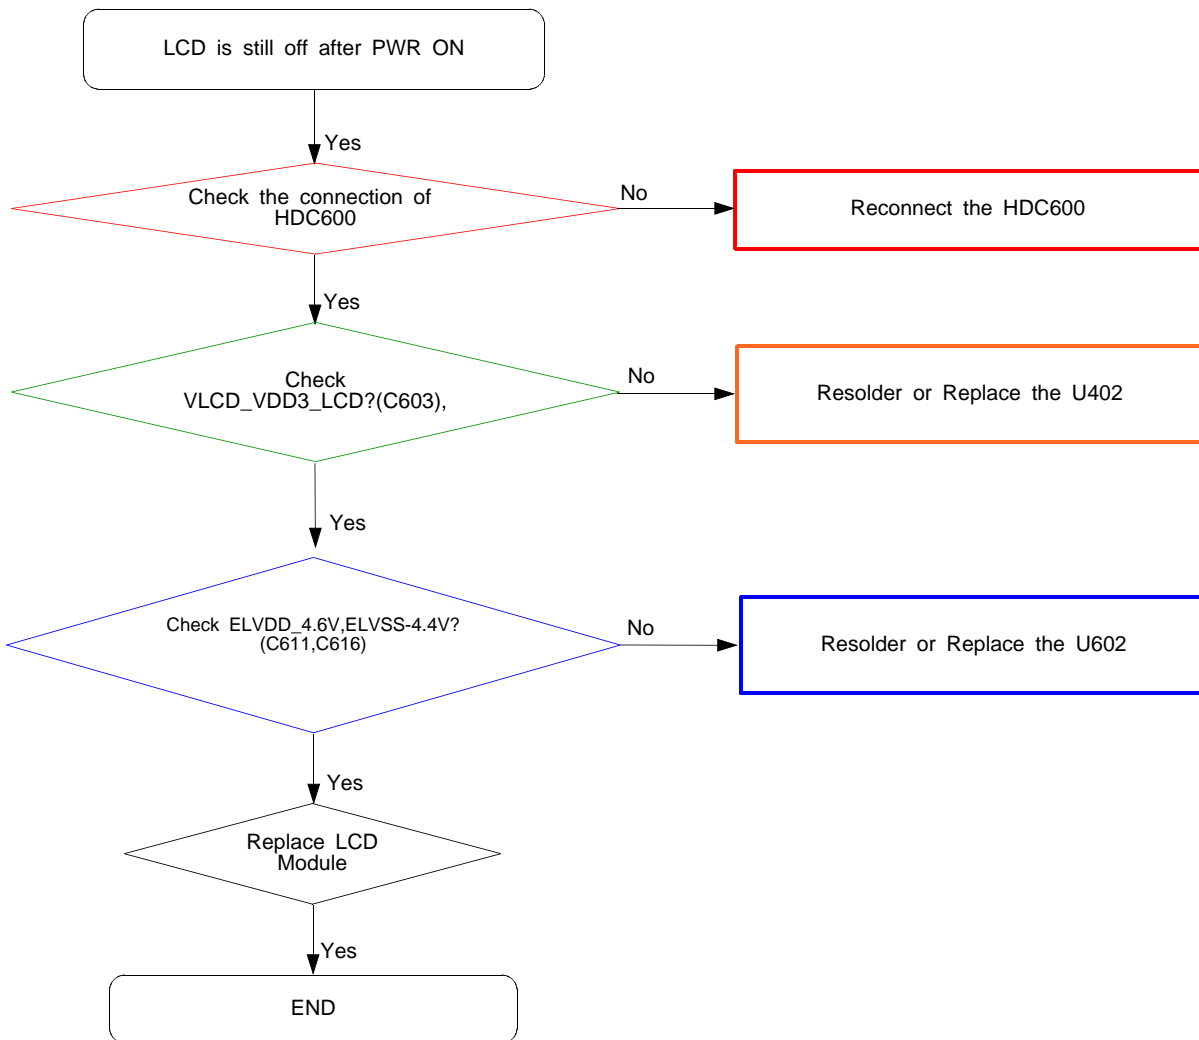 LCD is still off after PWR ON
Yes
Check the connection of
HDC600
No
Reconnect the HDC600
Yes
Check
VLCD_VDD3_LCD?(C603),
No
Resolder or Replace the U402
Yes
Check ELVDD_4.6V,ELVSS-4.4V?
(C611,C616)
No
Resolder or Replace the U602
Yes
Replace LCD
Module
Yes
END